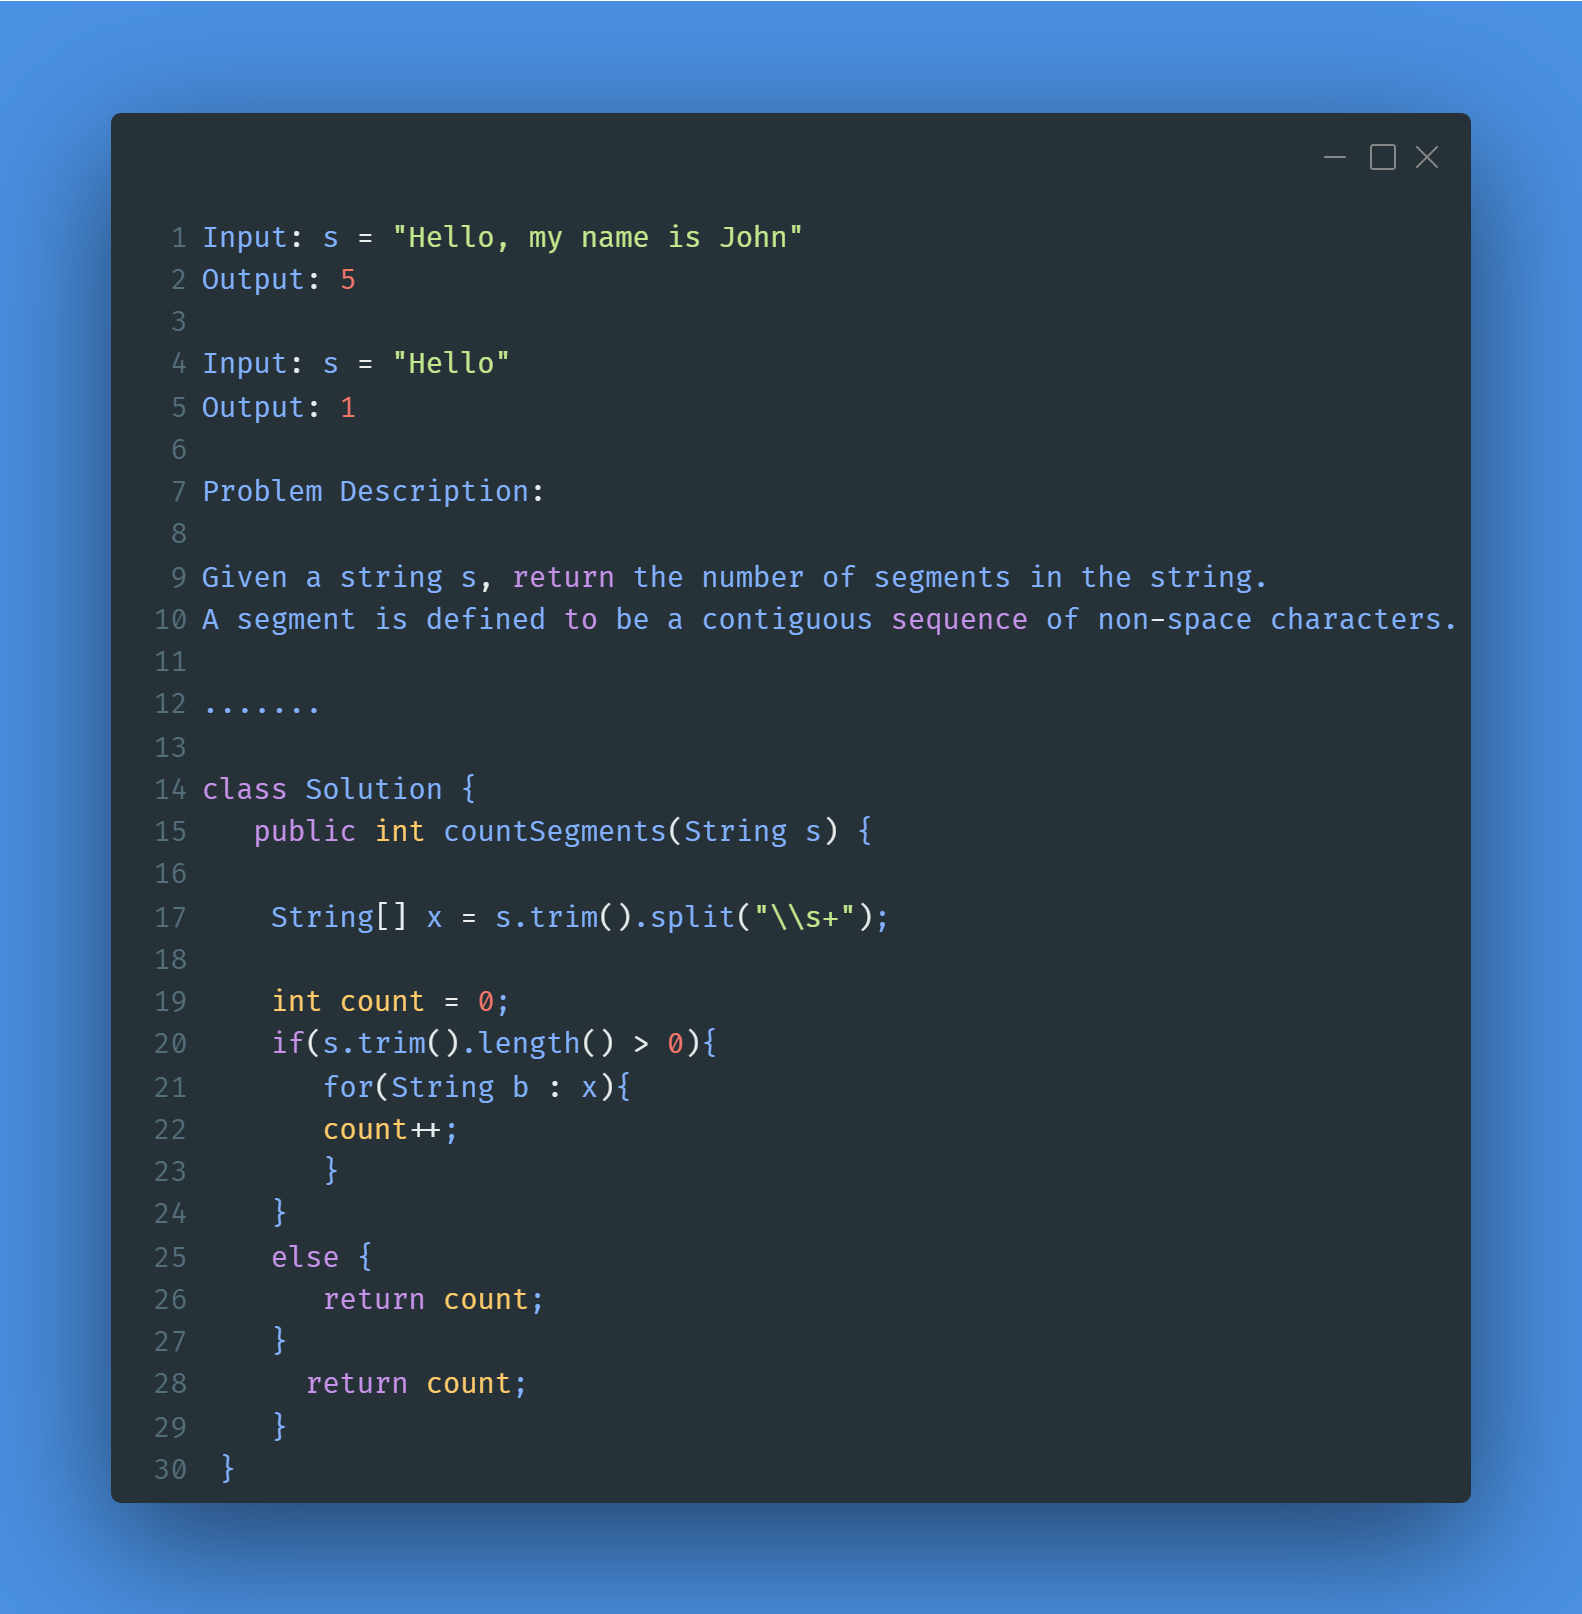 1 Input: s = "Hello, my name is John"
2 Output: 5
3
4 Input: s = "Hello"
5 Output: 1
6
7 Problem Description:
8
9 Given a string s, return the number of segments in the string.
10 A segment is defined to be a contiguous sequence of non-space characters.
11
12 .......
13
14 class Solution {
15    public int countSegments(String s) {
16
17     String[] x = s.trim().split("\\s+");
18
19     int count = 0;
20     if(s.trim().length() > 0){
21        for(String b : x){
22        count++;
23        }
24     }
25     else {
26        return count;
27     }
28       return count;
29     }
30  }